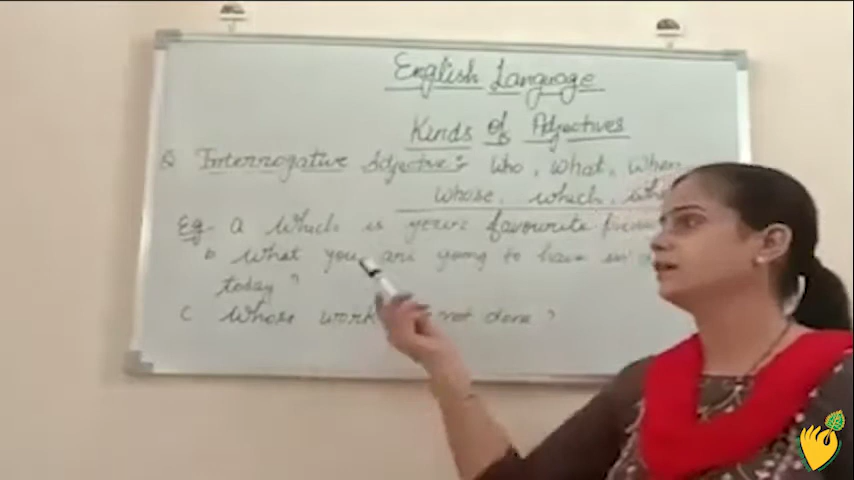 English Language
Kinds of Adjectives
Interrogative Adjective :- Who, what, When,
whose, which,
Eg. a Which is your favourite
b What you are going to have in
today ?
C Whose work not done ?